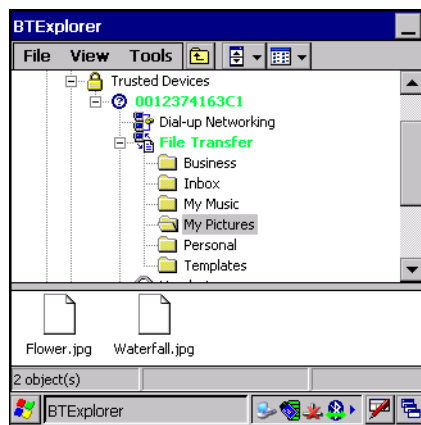 BTExplorer
File View Tools
Trusted Devices
0012374163C1
Dial-up Networking
File Transfer
Business
Inbox
My Music
My Pictures
Personal
Templates
Flower.jpg Waterfall.jpg
2 object(s)
BTExplorer